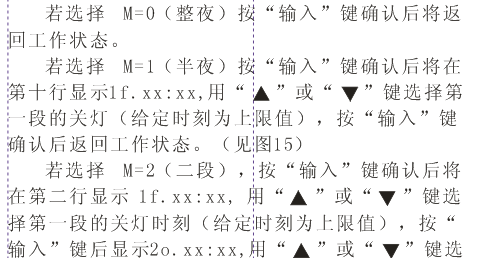 若选择 M=0（整夜）按“输入”键确认后将返
回工作状态。
若选择 M=1（半夜）按“输入”键确认后将在
第十行显示1f.xx:xx,用“▲”或“▼”键选择第
一段的关灯（给定时刻为上限值），按“输入”键
确认后返回工作状态。（见图15）
若选择 M=2（二段），按“输入”键确认后将
在第二行显示 1f.xx:xx, 用“▲”或“▼”键选
择第一段的关灯时刻（给定时刻为上限值），按“
输入”键后显示2o.xx:xx,用“▲”或“▼”键选